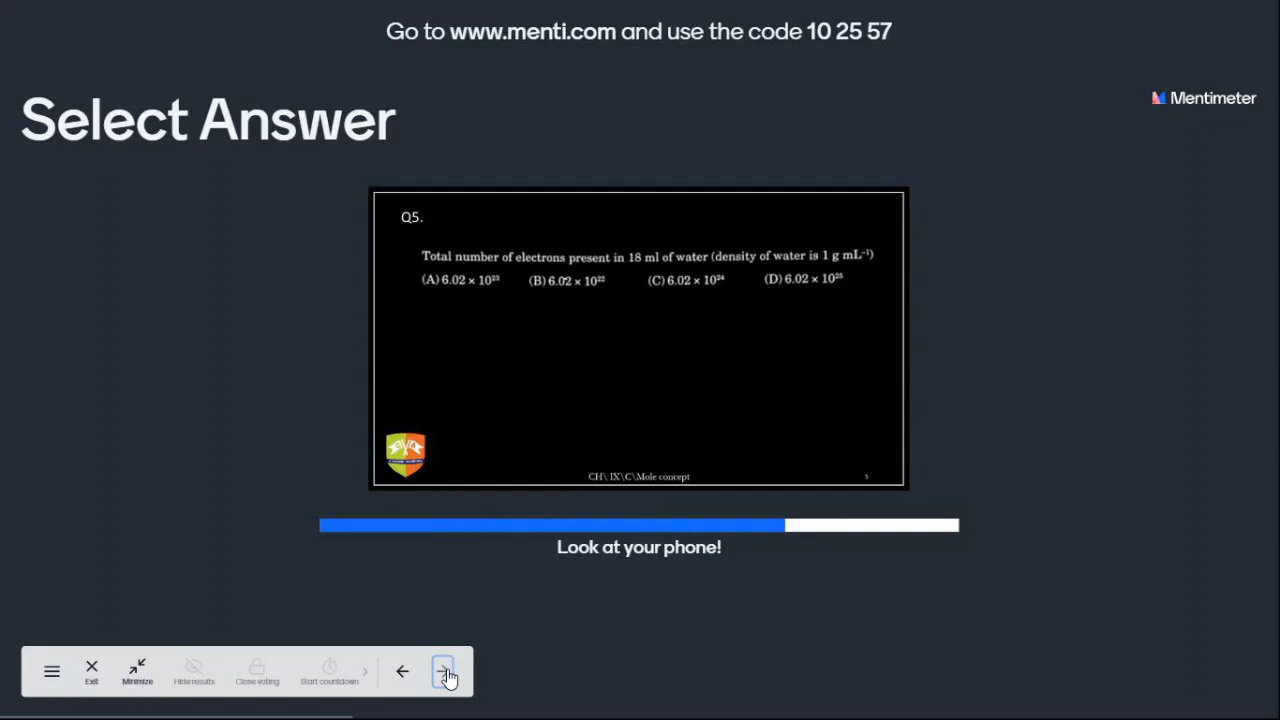 Go to www.menti.com and use the code 10 25 57
Select Answer
Mentimeter
Q5.
Total number of electrons present in 18 ml of water (density of water is 1 g mL⁻¹)
(A) 6.02 × 10²³ (B) 6.02 × 10²² (C) 6.02 × 10²⁴ (D) 6.02 × 10²⁵
CH\ IX\C\Mole concept
5
Look at your phone!
Exit Minimize Hide results Close voting Start countdown